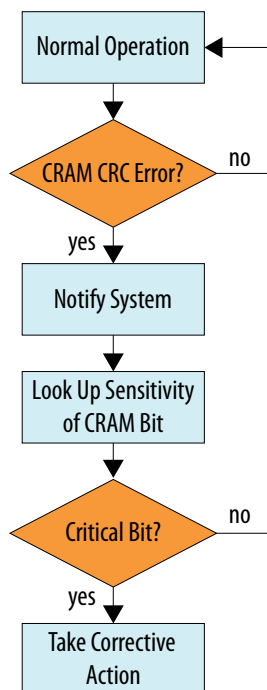 Normal Operation
CRAM CRC Error?
no
yes
Notify System
Look Up Sensitivity
of CRAM Bit
Critical Bit?
no
yes
Take Corrective
Action